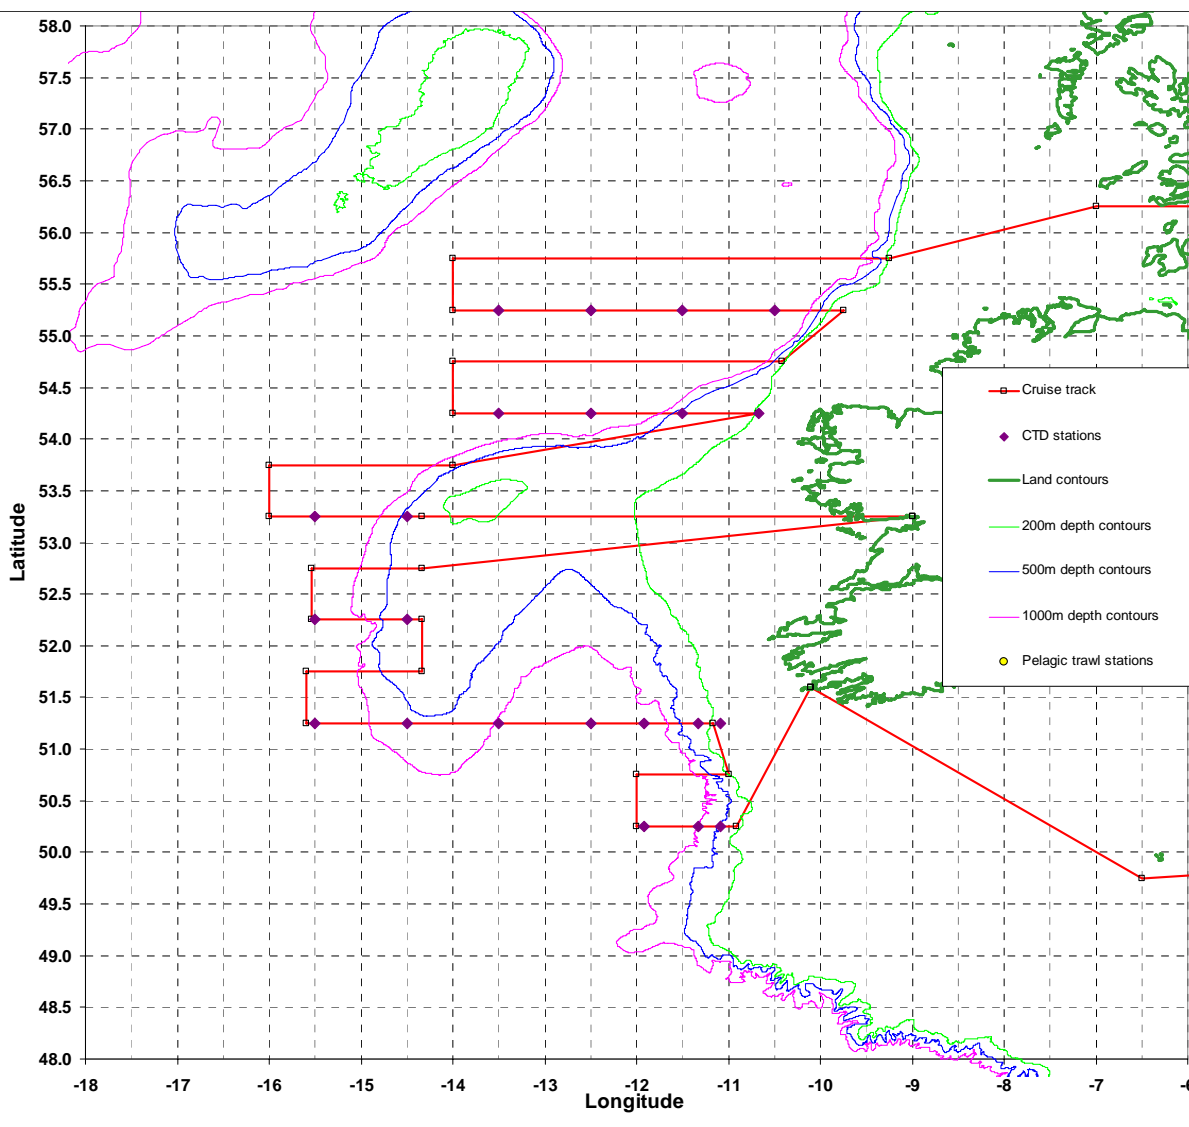 58.0
57.5
57.0
56.5
56.0
55.5
55.0
54.5
54.0
53.5
53.0
52.5
52.0
51.5
51.0
50.5
50.0
49.5
49.0
48.5
48.0
Latitude
Cruise track
CTD stations
Land contours
200m depth contours
500m depth contours
1000m depth contours
Pelagic trawl stations
-18 -17 -16 -15 -14 -13 -12 -11 -10 -9 -8 -7
Longitude